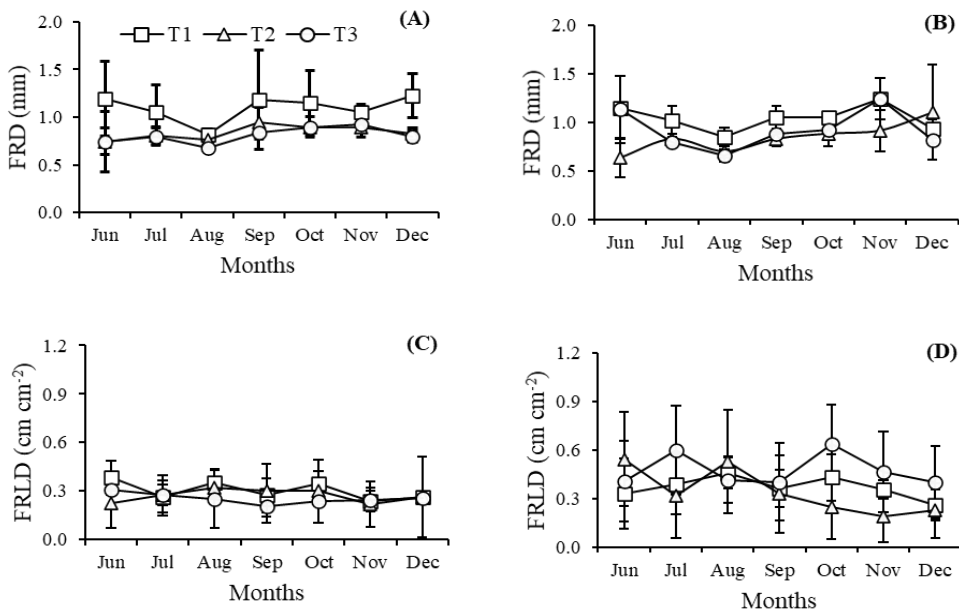 (A)
T1 T2 T3
FRD (mm)
2.0
1.5
1.0
0.5
0.0
Jun Jul Aug Sep Oct Nov Dec
Months
(B)
FRD (mm)
2.0
1.5
1.0
0.5
0.0
Jun Jul Aug Sep Oct Nov Dec
Months
(C)
FRLD (cm cm⁻²)
1.2
0.9
0.6
0.3
0.0
Jun Jul Aug Sep Oct Nov Dec
Months
(D)
FRLD (cm cm⁻²)
1.2
0.9
0.6
0.3
0.0
Jun Jul Aug Sep Oct Nov Dec
Months